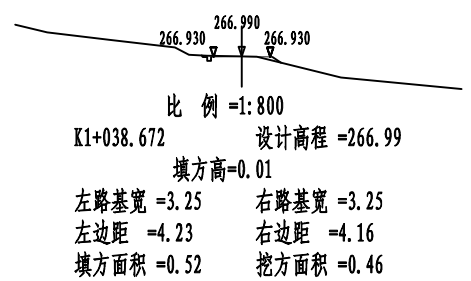 266.990
266.930 266.930
比 例 =1:800
K1+038.672 设计高程 =266.99
填方高=0.01
左路基宽 =3.25 右路基宽 =3.25
左边距 =4.23 右边距 =4.16
填方面积 =0.52 挖方面积 =0.46